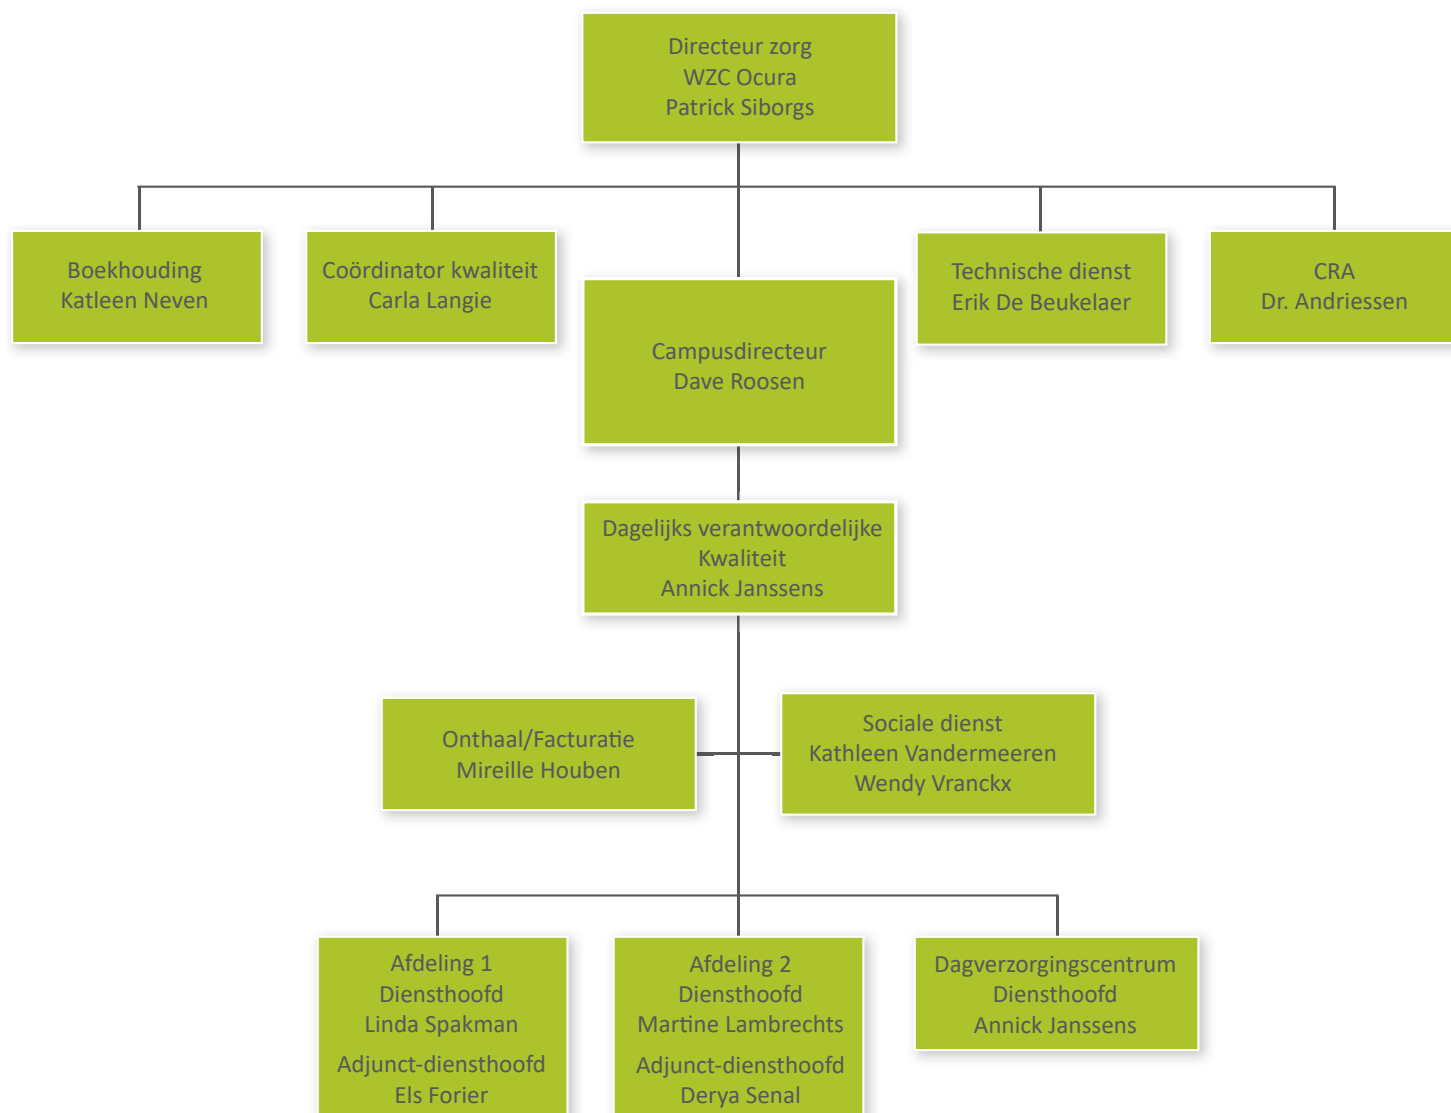 Directeur zorg
WZC Ocura
Patrick Siborgs
Boekhouding
Katleen Neven
Coördinator kwaliteit
Carla Langie
Campusdirecteur
Dave Roosen
Technische dienst
Erik De Beukelaer
CRA
Dr. Andriessen
Dagelijks verantwoordelijke
Kwaliteit
Annick Janssens
Onthaal/Facturatie
Mireille Houben
Sociale dienst
Kathleen Vandermeeren
Wendy Vranckx
Afdeling 1
Diensthoofd
Linda Spakman
Adjunct-diensthoofd
Els Forier
Afdeling 2
Diensthoofd
Martine Lambrechts
Adjunct-diensthoofd
Derya Senal
Dagverzorgingscentrum
Diensthoofd
Annick Janssens